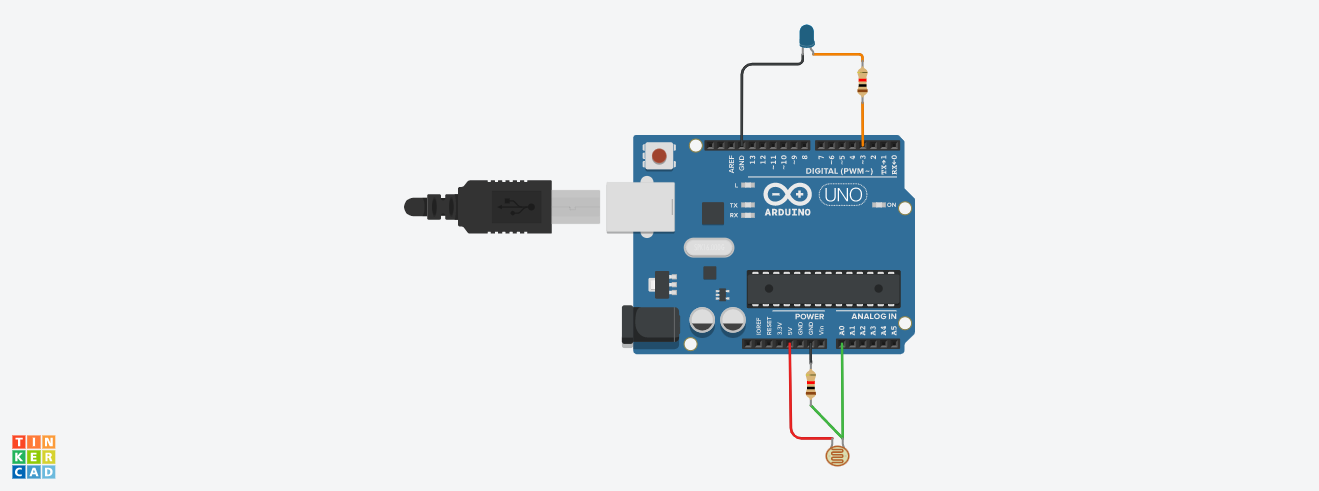 AREF
GND
13
12
~11
~10
~9
8
7
~6
~5
4
~3
2
TX→1
RX←0
DIGITAL (PWM~)
L
TX
RX
ARDUINO
UNO
ON
POWER
ANALOG IN
IOREF
RESET
3.3V
5V
GND
GND
Vin
A0
A1
A2
A3
A4
A5
TIN
KER
CAD